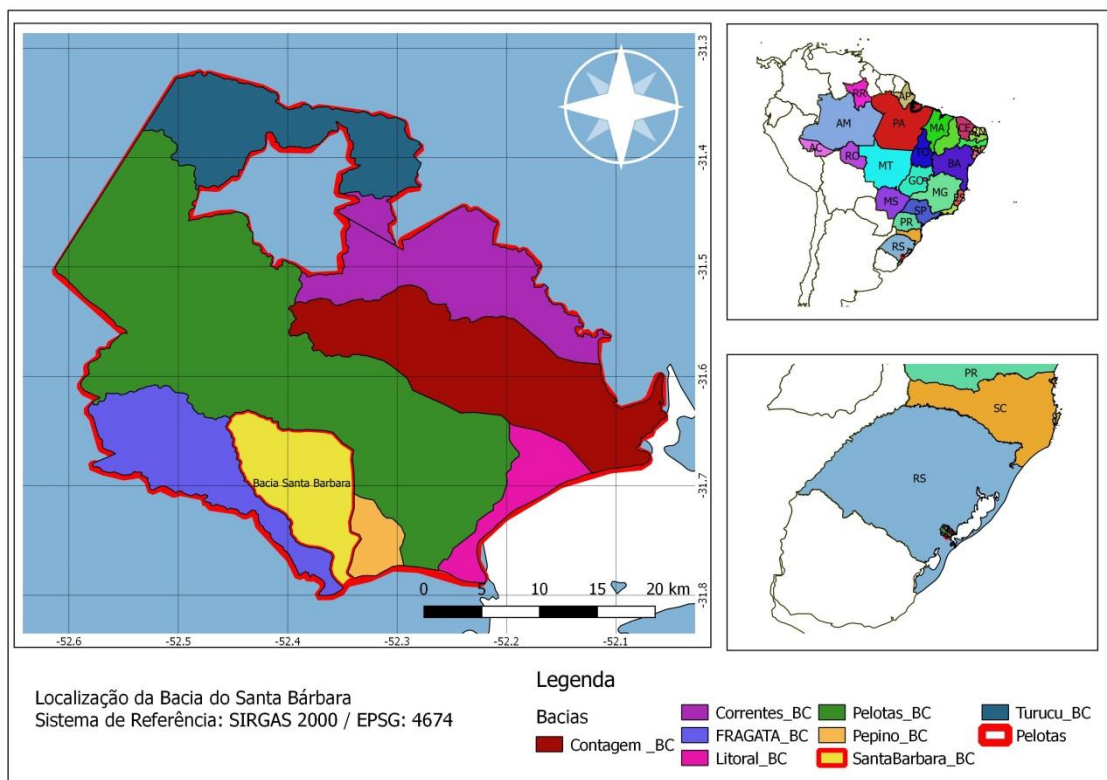 -31.3
-31.4
-31.5
-31.6
-31.7
-31.8
Bacia Santa Barbara
0 5 10 15 20 km
-52.6 -52.5 -52.4 -52.3 -52.2 -52.1
RR
AP
AM
PA
MA
CE
AC
RO
TO
MT
BA
GO
MG
MS
ES
SP
PR
RS
PR
SC
RS
Localização da Bacia do Santa Bárbara
Sistema de Referência: SIRGAS 2000 / EPSG: 4674
Legenda
Bacias
Contagem _BC
Correntes_BC
FRAGATA_BC
Litoral_BC
Pelotas_BC
Pepino_BC
SantaBarbara_BC
Turucu_BC
Pelotas